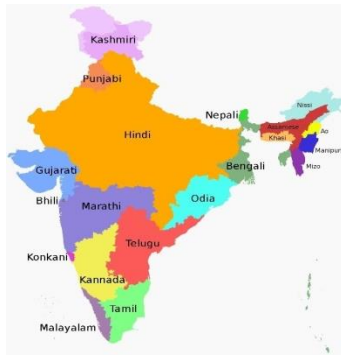 Kashmiri
Punjabi
Nissi
Nepali
Assamese
Ao
Khasi
Hindi
Manipuri
Bengali
Mizo
Gujarati
Odia
Bhili
Marathi
Telugu
Konkani
Kannada
Tamil
Malayalam